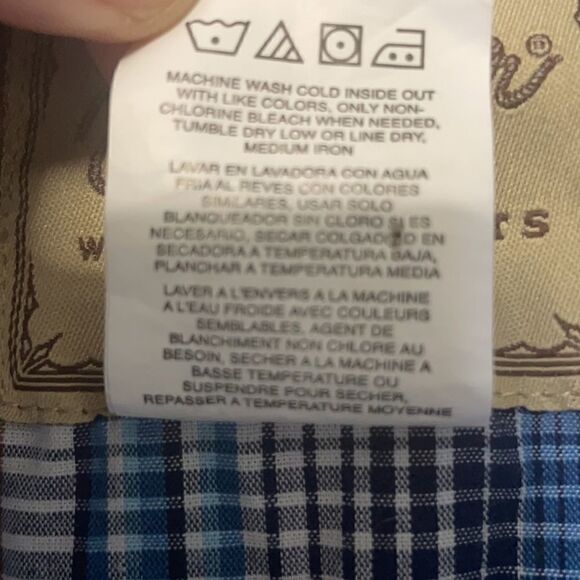 MACHINE WASH COLD INSIDE OUT
WITH LIKE COLORS, ONLY NON-
CHLORINE BLEACH WHEN NEEDED,
TUMBLE DRY LOW OR LINE DRY,
MEDIUM IRON
LAVAR EN LAVADORA CON AGUA
FRIA AL REVES CON COLORES
SIMILARES, USAR SOLO
BLANQUEADOR SIN CLORO SI ES
NECESARIO, SECAR COLGADO EN
SECADORA A TEMPERATURA BAJA,
PLANCHAR A TEMPERATURA MEDIA
LAVER A L'ENVERS A LA MACHINE
A L'EAU FROIDE AVEC COULEURS
SEMBLABLES, AGENT DE
BLANCHIMENT NON CHLORE AU
BESOIN, SECHER A LA MACHINE A
BASSE TEMPERATURE OU
SUSPENDRE POUR SECHER,
REPASSER A TEMPERATURE MOYENNE